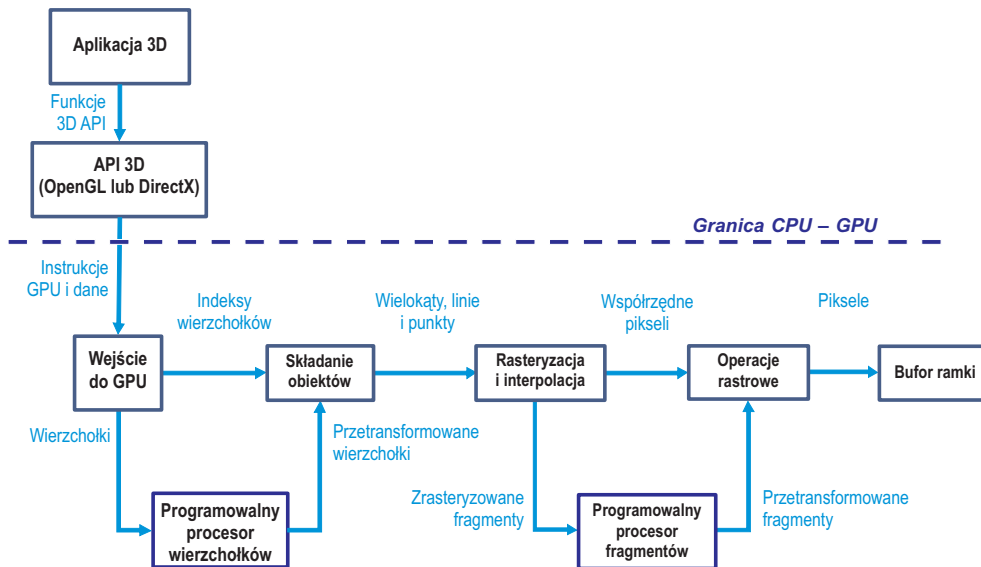 Aplikacja 3D
Funkcje
3D API
API 3D
(OpenGL lub DirectX)
Granica CPU – GPU
Instrukcje
GPU i dane
Indeksy
wierzchołków
Wielokąty, linie
i punkty
Współrzędne
pikseli
Piksele
Wejście
do GPU
Składanie
obiektów
Rasteryzacja
i interpolacja
Operacje
rastrowe
Bufor ramki
Wierzchołki
Przetransformowane
wierzchołki
Zrasteryzowane
fragmenty
Przetransformowane
fragmenty
Programowalny
procesor
wierzchołków
Programowalny
procesor
fragmentów